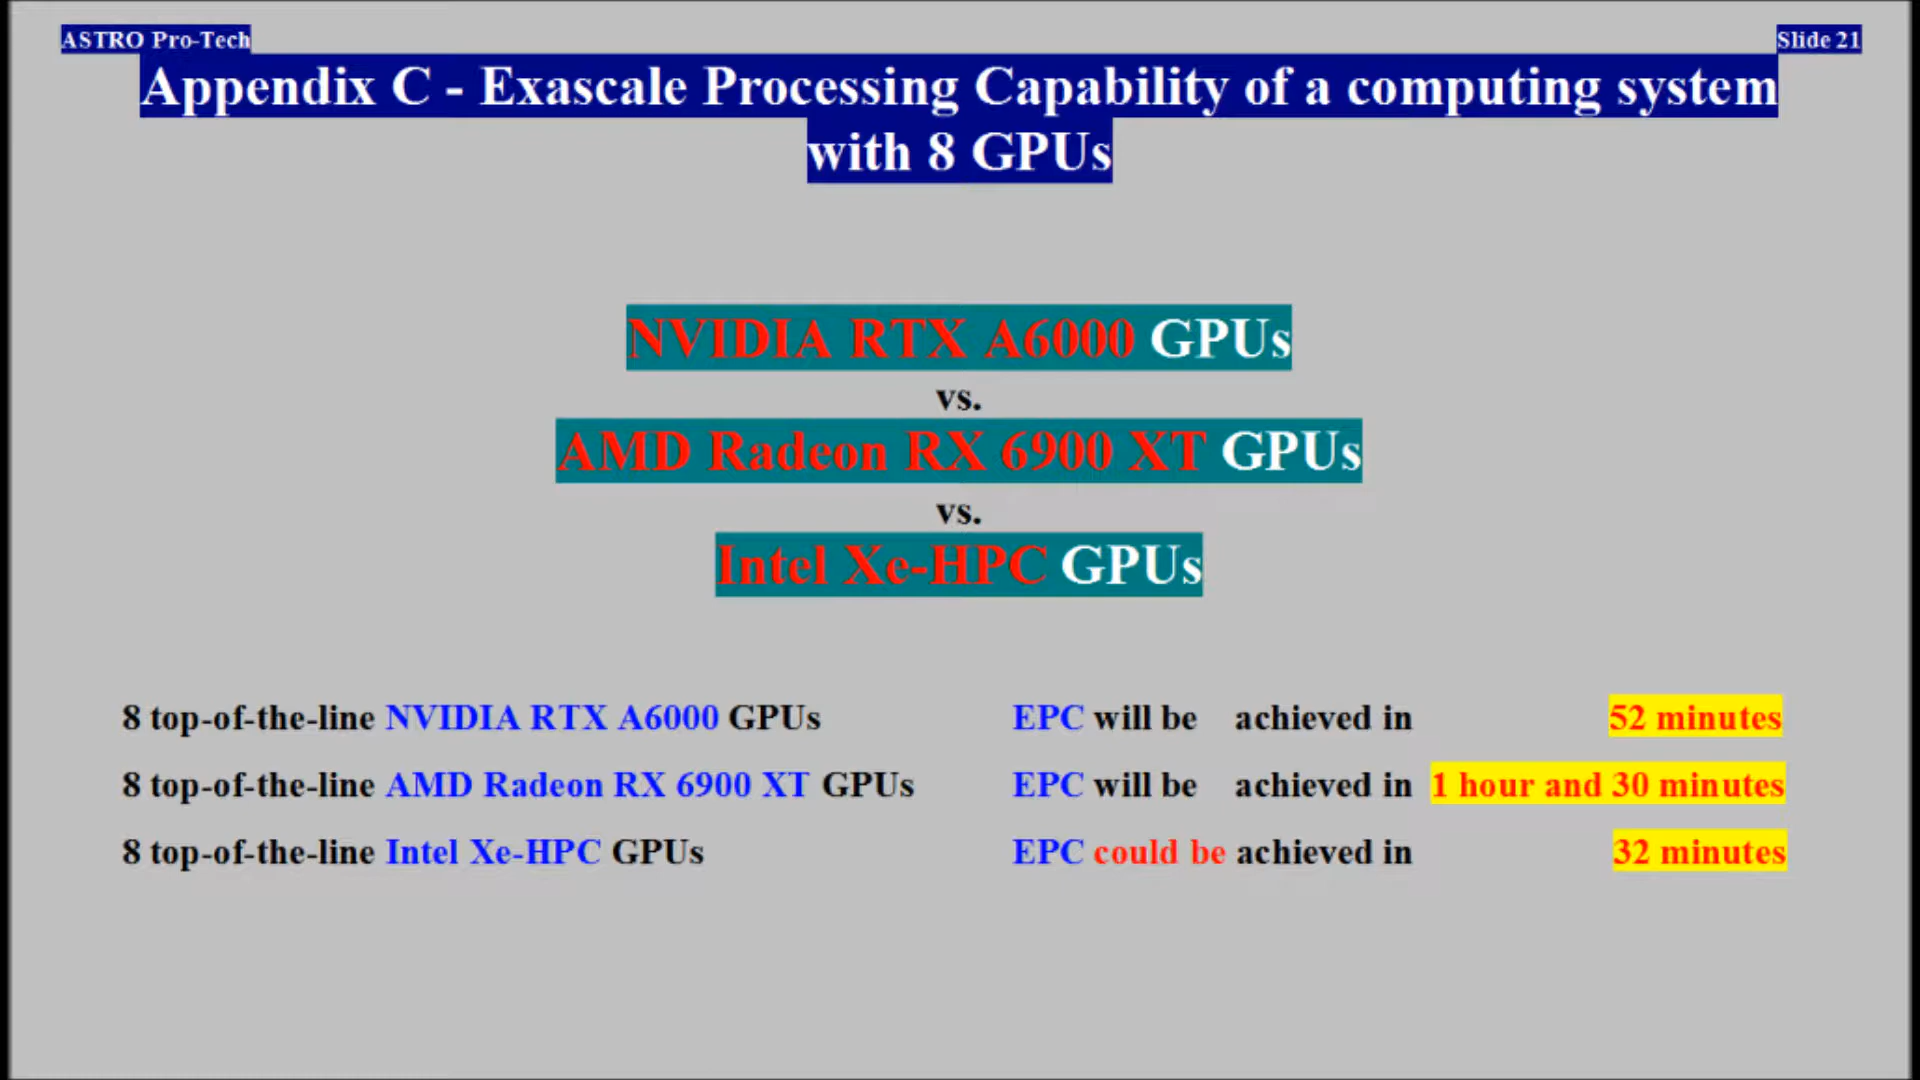 ASTRO Pro-Tech
Slide 21
Appendix C - Exascale Processing Capability of a computing system
with 8 GPUs
NVIDIA RTX A6000 GPUs
vs.
AMD Radeon RX 6900 XT GPUs
vs.
Intel Xe-HPC GPUs
8 top-of-the-line NVIDIA RTX A6000 GPUs EPC will be achieved in 52 minutes
8 top-of-the-line AMD Radeon RX 6900 XT GPUs EPC will be achieved in 1 hour and 30 minutes
8 top-of-the-line Intel Xe-HPC GPUs EPC could be achieved in 32 minutes